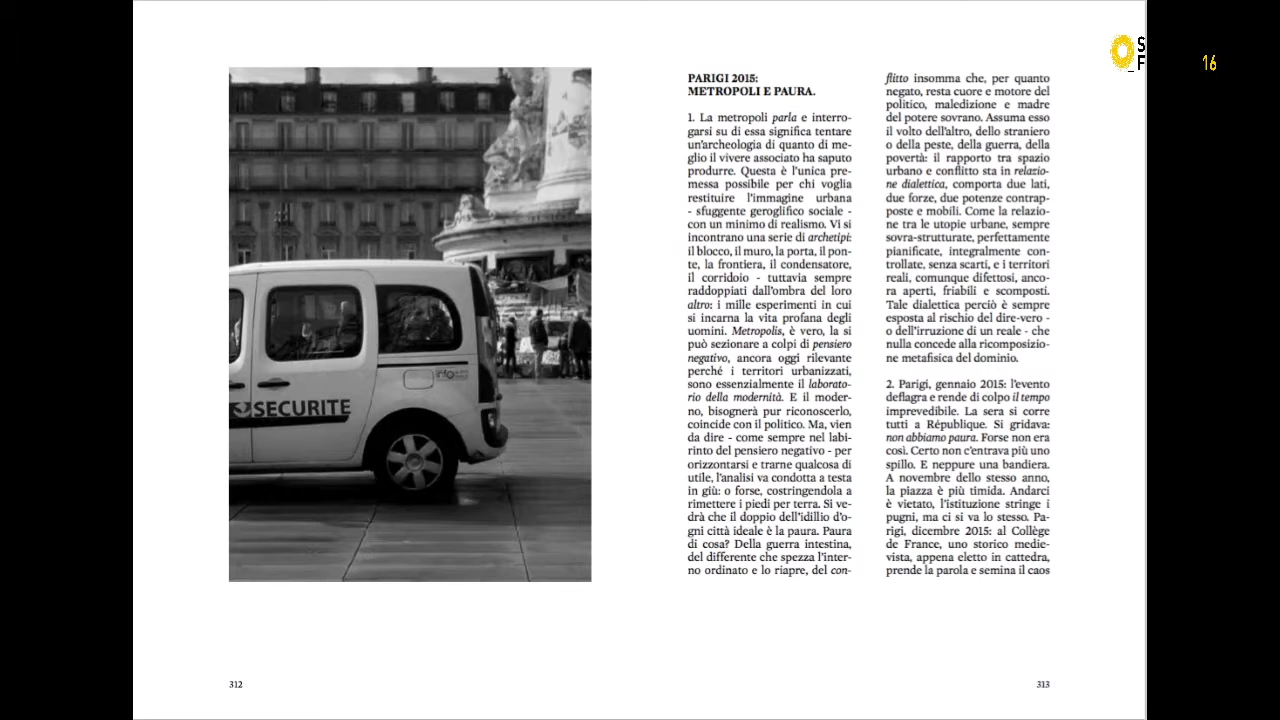 S
F
16
info
SECURITE
PARIGI 2015:
METROPOLI E PAURA.
1. La metropoli parla e interro-
garsi su di essa significa tentare
un'archeologia di quanto di me-
glio il vivere associato ha saputo
produrre. Questa è l'unica pre-
messa possibile per chi voglia
restituire l'immagine urbana
- sfuggente geroglifico sociale -
con un minimo di realismo. Vi si
incontrano una serie di archetipi:
il blocco, il muro, la porta, il pon-
te, la frontiera, il condensatore,
il corridoio - tuttavia sempre
raddoppiati dall'ombra del loro
altro: i mille esperimenti in cui
si incarna la vita profana degli
uomini. Metropolis, è vero, la si
può sezionare a colpi di pensiero
negativo, ancora oggi rilevante
perché i territori urbanizzati,
sono essenzialmente il laborato-
rio della modernità. E il moder-
no, bisognerà pur riconoscerlo,
coincide con il politico. Ma, vien
da dire - come sempre nel labi-
rinto del pensiero negativo - per
orizzontarsi e trarne qualcosa di
utile, l'analisi va condotta a testa
in giù: o forse, costringendola a
rimettere i piedi per terra. Si ve-
drà che il doppio dell'idillio d'o-
gni città ideale è la paura. Paura
di cosa? Della guerra intestina,
del differente che spezza l'inter-
no ordinato e lo riapre, del con-
flitto insomma che, per quanto
negato, resta cuore e motore del
politico, maledizione e madre
del potere sovrano. Assuma esso
il volto dell'altro, dello straniero
o della peste, della guerra, della
povertà: il rapporto tra spazio
urbano e conflitto sta in relazio-
ne dialettica, comporta due lati,
due forze, due potenze contrap-
poste e mobili. Come la relazio-
ne tra le utopie urbane, sempre
sovra-strutturate, perfettamente
pianificate, integralmente con-
trollate, senza scarti, e i territori
reali, comunque difettosi, anco-
ra aperti, friabili e scomposti.
Tale dialettica perciò è sempre
esposta al rischio del dire-vero -
o dell'irruzione di un reale - che
nulla concede alla ricomposizio-
ne metafisica del dominio.
2. Parigi, gennaio 2015: l'evento
deflagra e rende di colpo il tempo
imprevedibile. La sera si corre
tutti a République. Si gridava:
non abbiamo paura. Forse non era
così. Certo non c'entrava più uno
spillo. E neppure una bandiera.
A novembre dello stesso anno,
la piazza è più timida. Andarci
è vietato, l'istituzione stringe i
pugni, ma ci si va lo stesso. Pa-
rigi, dicembre 2015: al Collège
de France, uno storico medie-
vista, appena eletto in cattedra,
prende la parola e semina il caos
312
313